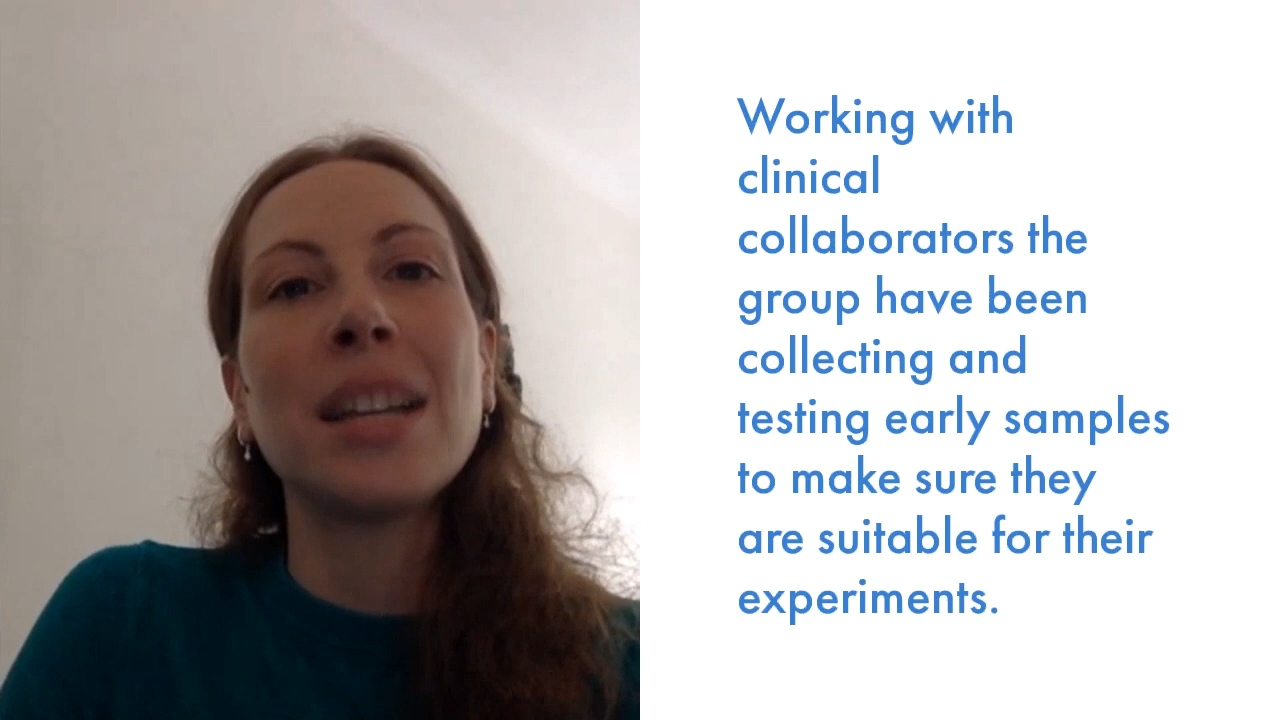 Working with
clinical
collaborators the
group have been
collecting and
testing early samples
to make sure they
are suitable for their
experiments.